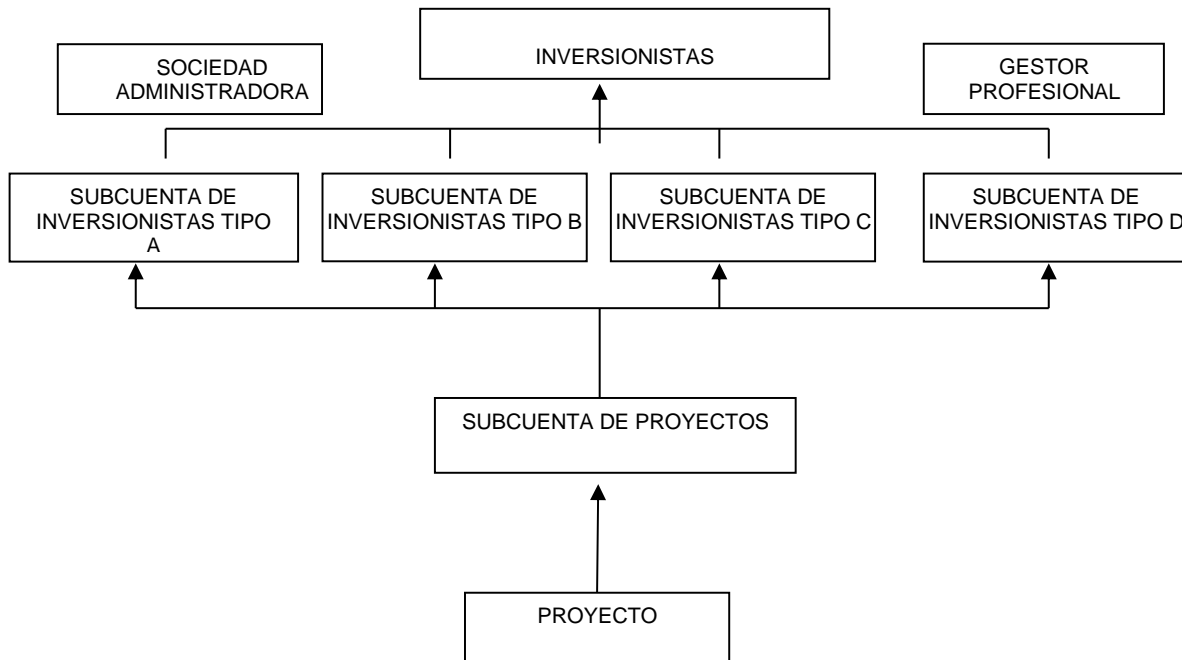 INVERSIONISTAS
SOCIEDAD
ADMINISTRADORA
GESTOR
PROFESIONAL
SUBCUENTA DE
INVERSIONISTAS TIPO
A
SUBCUENTA DE
INVERSIONISTAS TIPO B
SUBCUENTA DE
INVERSIONISTAS TIPO C
SUBCUENTA DE
INVERSIONISTAS TIPO D
SUBCUENTA DE PROYECTOS
PROYECTO